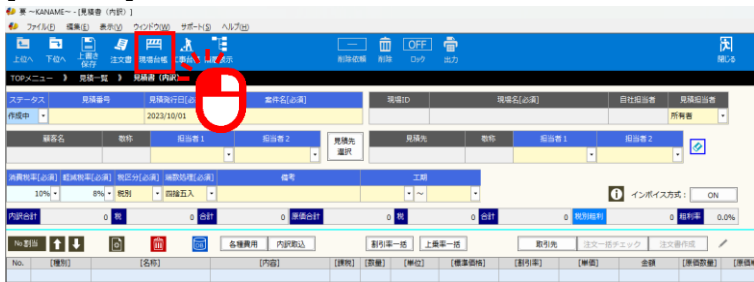 要 ~KANAME~ - [見積書（内訳）]
ファイル(F) 編集(E) 表示(V) ウィンドウ(W) サポート(S) ヘルプ(H)
上位へ 下位へ 上書き保存 注文書 現場台帳 表示 削除依頼 削除 OFF ロック 出力 閉じる
TOPメニュー 》 見積一覧 》 見積書（内訳）
ステータス 見積番号 見積発行日[必須] 案件名[必須] 現場ID 現場名[必須] 自社担当者 見積担当者
作成中 2023/10/01 所有者
顧客名 敬称 担当者1 担当者2 見積先選択 見積先 敬称 担当者1 担当者2
消費税率[必須] 軽減税率[必須] 税区分[必須] 端数処理[必須] 備考 工期
10% 8% 税別 四捨五入 ～ インボイス方式： ON
内訳合計 0 税 0 合計 0 原価合計 0 税 0 合計 0 税別粗利 0 粗利率 0.0%
No割当 各種費用 内訳取込 割引率一括 上乗率一括 取引先 注文一括チェック 注文書作成
No. [種別] [名称] [内容] [課税] [数量] [単位] [標準価格] [割引率] [単価] 金額 [原価数量]